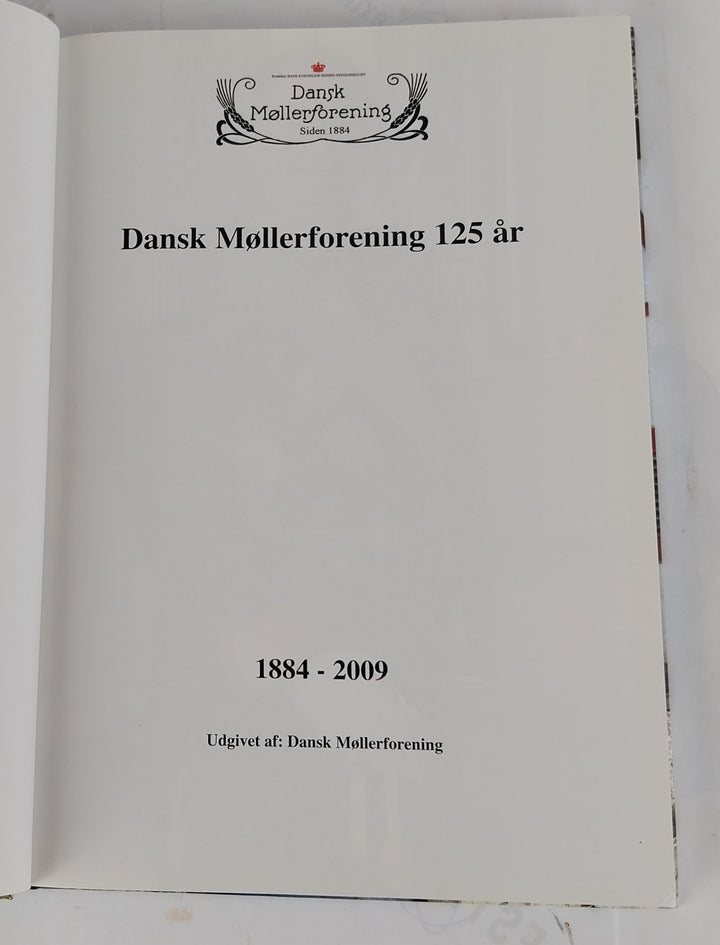 Dansk
Møllerforening
Siden 1884
Dansk Møllerforening 125 år
1884 - 2009
Udgivet af: Dansk Møllerforening